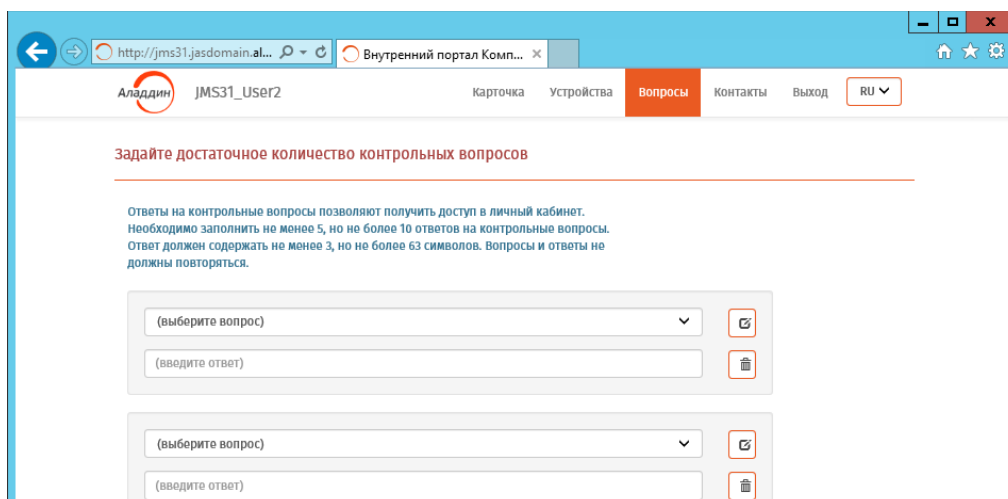 http://jms31.jasdomain.al...
Внутренний портал Комп...
Аладдин
JMS31_User2
Карточка
Устройства
Вопросы
Контакты
Выход
RU
Задайте достаточное количество контрольных вопросов
Ответы на контрольные вопросы позволяют получить доступ в личный кабинет.
Необходимо заполнить не менее 5, но не более 10 ответов на контрольные вопросы.
Ответ должен содержать не менее 3, но не более 63 символов. Вопросы и ответы не
должны повторяться.
(выберите вопрос)
(введите ответ)
(выберите вопрос)
(введите ответ)